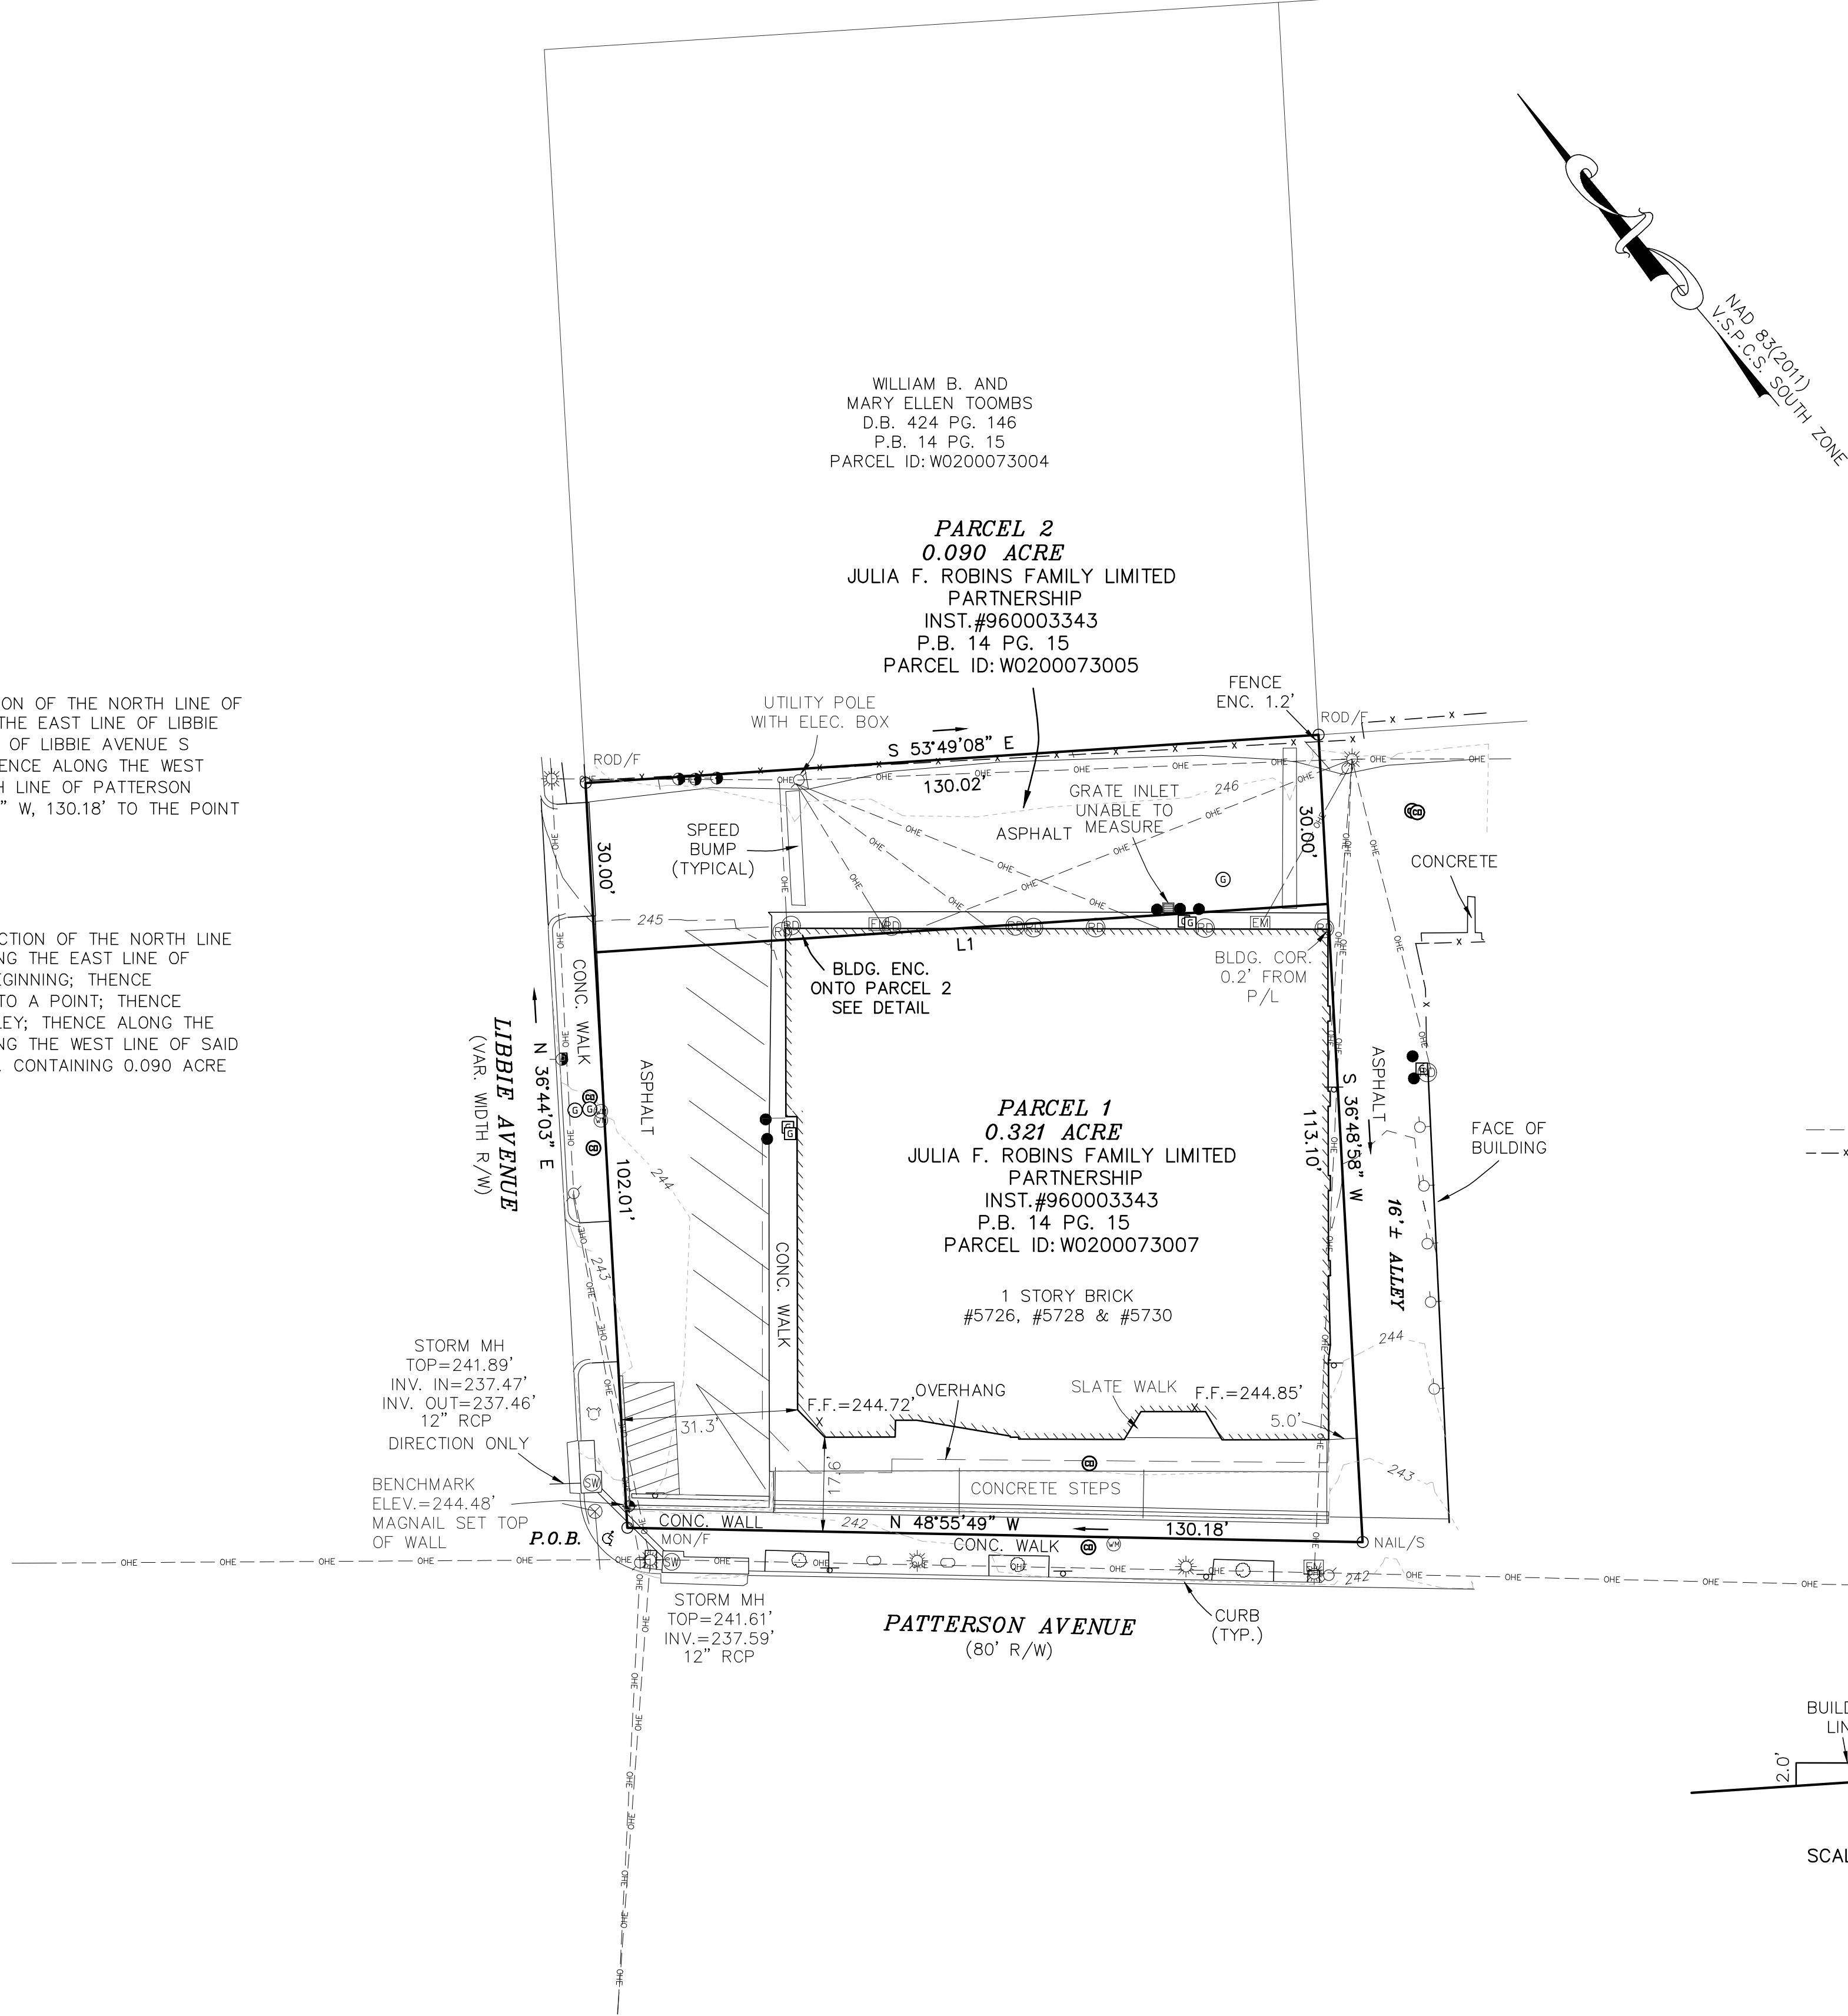 NAD 83(2011)
V.S.P.C.S. SOUTH ZONE
WILLIAM B. AND
MARY ELLEN TOOMBS
D.B. 424 PG. 146
P.B. 14 PG. 15
PARCEL ID: W0200073004
PARCEL 2
0.090 ACRE
JULIA F. ROBINS FAMILY LIMITED
PARTNERSHIP
INST.#960003343
P.B. 14 PG. 15
PARCEL ID: W0200073005
ON OF THE NORTH LINE OF
THE EAST LINE OF LIBBIE
OF LIBBIE AVENUE S
ENCE ALONG THE WEST
H LINE OF PATTERSON
" W, 130.18' TO THE POINT
CTION OF THE NORTH LINE
NG THE EAST LINE OF
EGINNING; THENCE
TO A POINT; THENCE
LEY; THENCE ALONG THE
NG THE WEST LINE OF SAID
. CONTAINING 0.090 ACRE
UTILITY POLE
WITH ELEC. BOX
FENCE
ENC. 1.2'
ROD/F
ROD/F
S 53°49'08" E
130.02'
246
GRATE INLET
UNABLE TO
MEASURE
ASPHALT
SPEED
BUMP
(TYPICAL)
30.00'
30.00'
CONCRETE
245
L1
BLDG. ENC.
ONTO PARCEL 2
SEE DETAIL
BLDG. COR.
0.2' FROM
P/L
CONC. WALK
LIBBIE AVENUE
(VAR. WIDTH R/W)
N 36°44'03" E
102.01'
ASPHALT
244
243
CONC. WALK
PARCEL 1
0.321 ACRE
JULIA F. ROBINS FAMILY LIMITED
PARTNERSHIP
INST.#960003343
P.B. 14 PG. 15
PARCEL ID: W0200073007
1 STORY BRICK
#5726, #5728 & #5730
113.10'
S 36°48'58" W
ASPHALT
16'± ALLEY
FACE OF
BUILDING
244
243
STORM MH
TOP=241.89'
INV. IN=237.47'
INV. OUT=237.46'
12" RCP
DIRECTION ONLY
BENCHMARK
ELEV.=244.48'
MAGNAIL SET TOP
OF WALL
31.3'
F.F.=244.72'
OVERHANG
SLATE WALK
F.F.=244.85'
5.0'
17.6'
CONCRETE STEPS
P.O.B.
CONC. WALL
MON/F
242
N 48°55'49" W
130.18'
CONC. WALK
NAIL/S
242
STORM MH
TOP=241.61'
INV.=237.59'
12" RCP
PATTERSON AVENUE
(80' R/W)
CURB
(TYP.)
BUILD
LIN
2.0'
SCAL